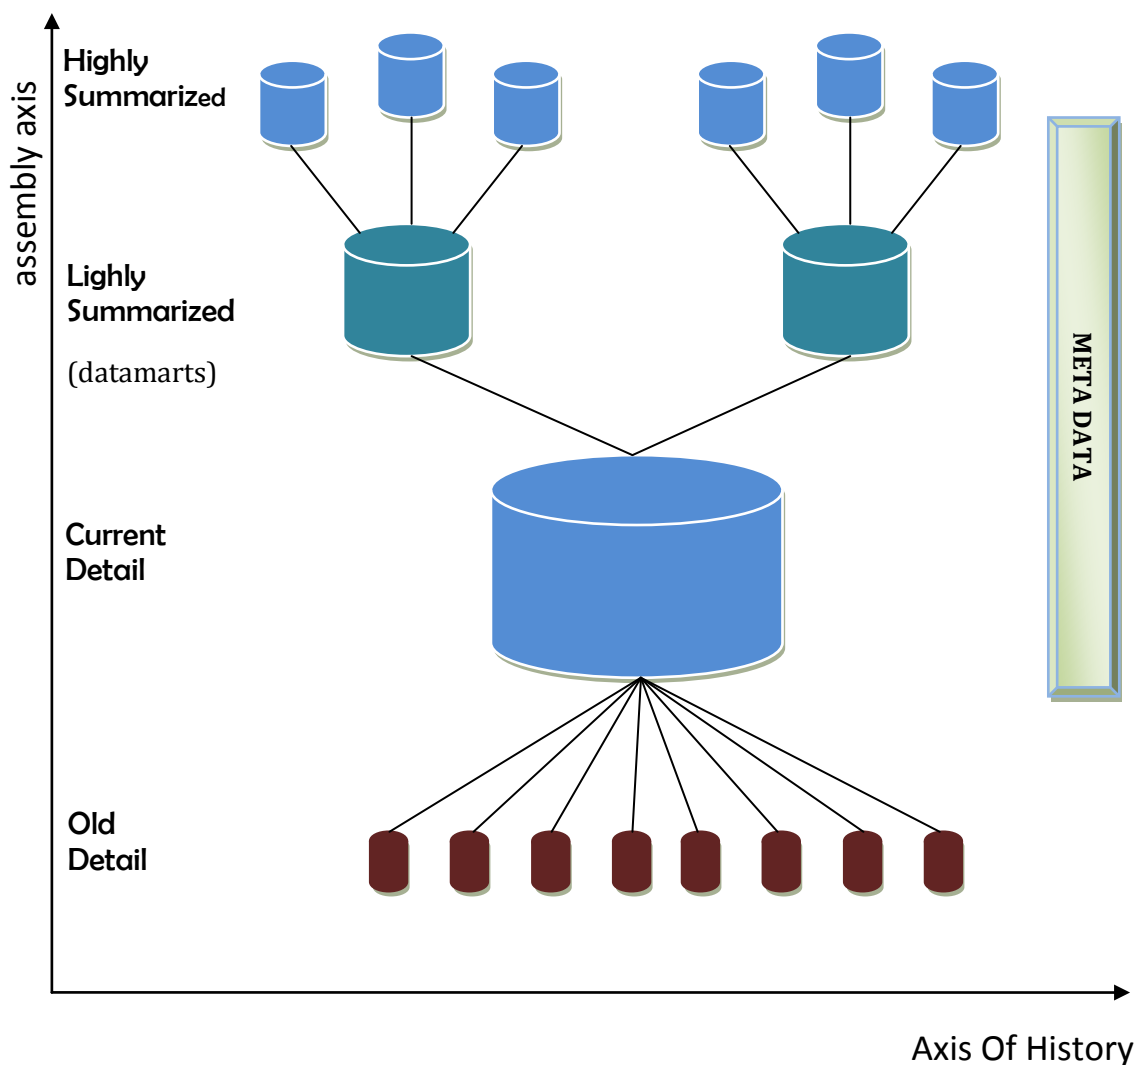 assembly axis
Highly
Summarized
Lighly
Summarized
(datamarts)
META DATA
Current
Detail
Old
Detail
Axis Of History